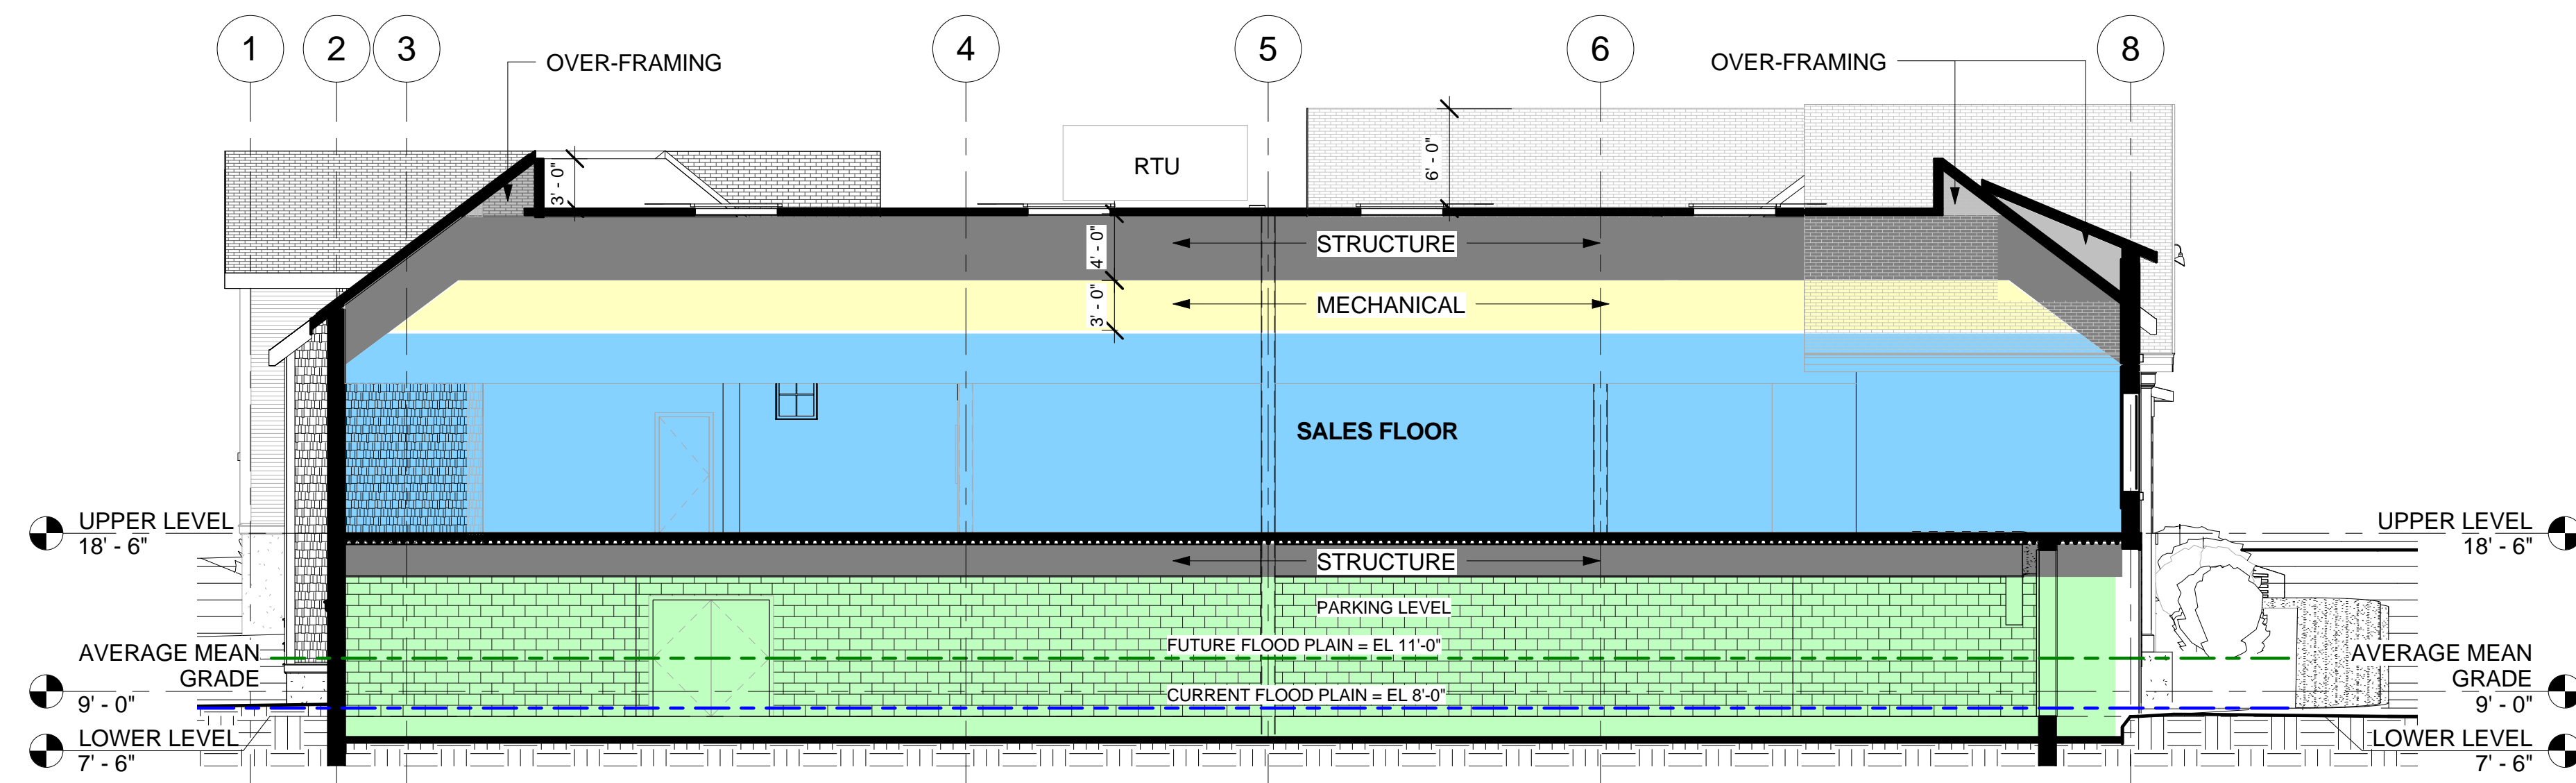 1 2 3 4 5 6 8
OVER-FRAMING
OVER-FRAMING
3' - 0"
RTU
6' - 0"
4' - 0"
STRUCTURE
3' - 0"
MECHANICAL
SALES FLOOR
UPPER LEVEL
18' - 6"
UPPER LEVEL
18' - 6"
STRUCTURE
PARKING LEVEL
FUTURE FLOOD PLAIN = EL 11'-0"
AVERAGE MEAN
GRADE
9' - 0"
AVERAGE MEAN
GRADE
9' - 0"
CURRENT FLOOD PLAIN = EL 8'-0"
LOWER LEVEL
7' - 6"
LOWER LEVEL
7' - 6"